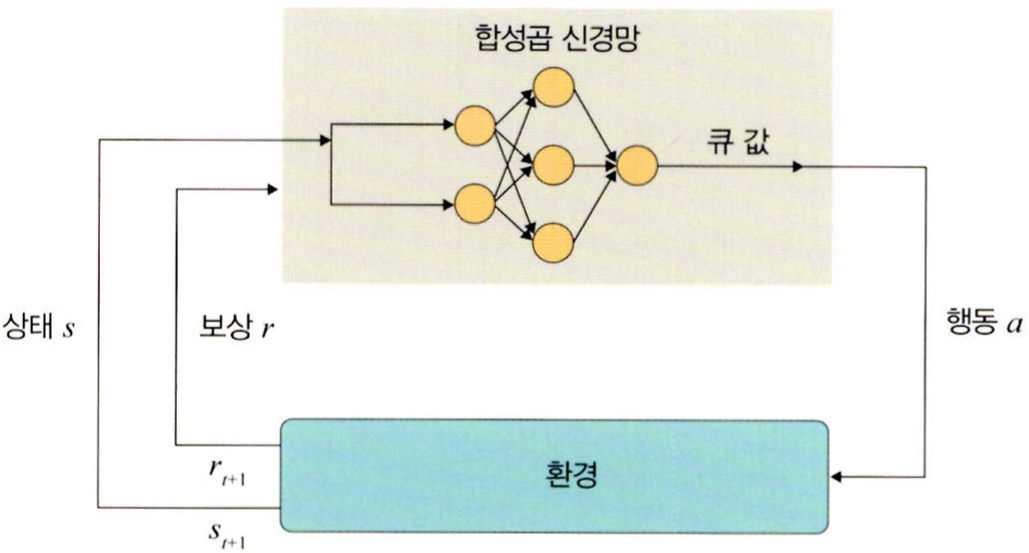 합성곱 신경망
큐 값
상태 s
보상 r
행동 a
환경
r_{t+1}
s_{t+1}